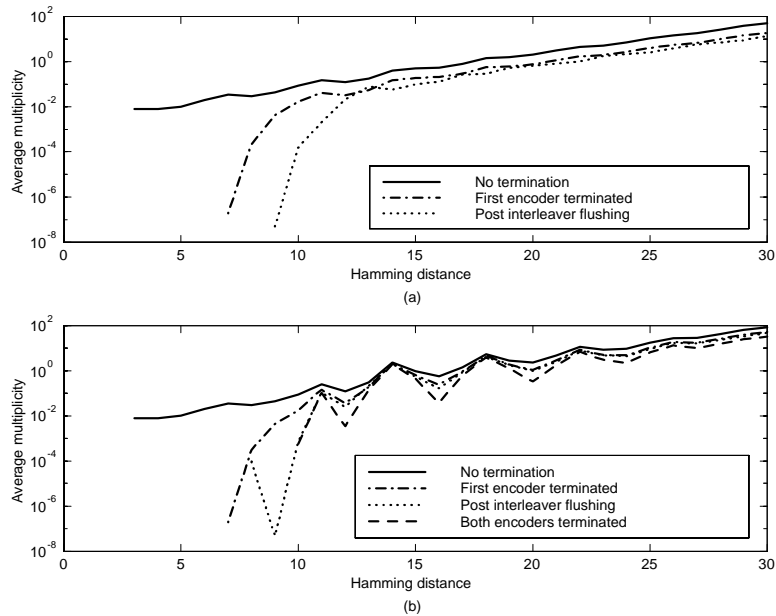 10^2
10^0
10^-2
10^-4
10^-6
10^-8
Average multiplicity
No termination
First encoder terminated
Post interleaver flushing
0 5 10 15 20 25 30
Hamming distance
(a)
10^2
10^0
10^-2
10^-4
10^-6
10^-8
Average multiplicity
No termination
First encoder terminated
Post interleaver flushing
Both encoders terminated
0 5 10 15 20 25 30
Hamming distance
(b)